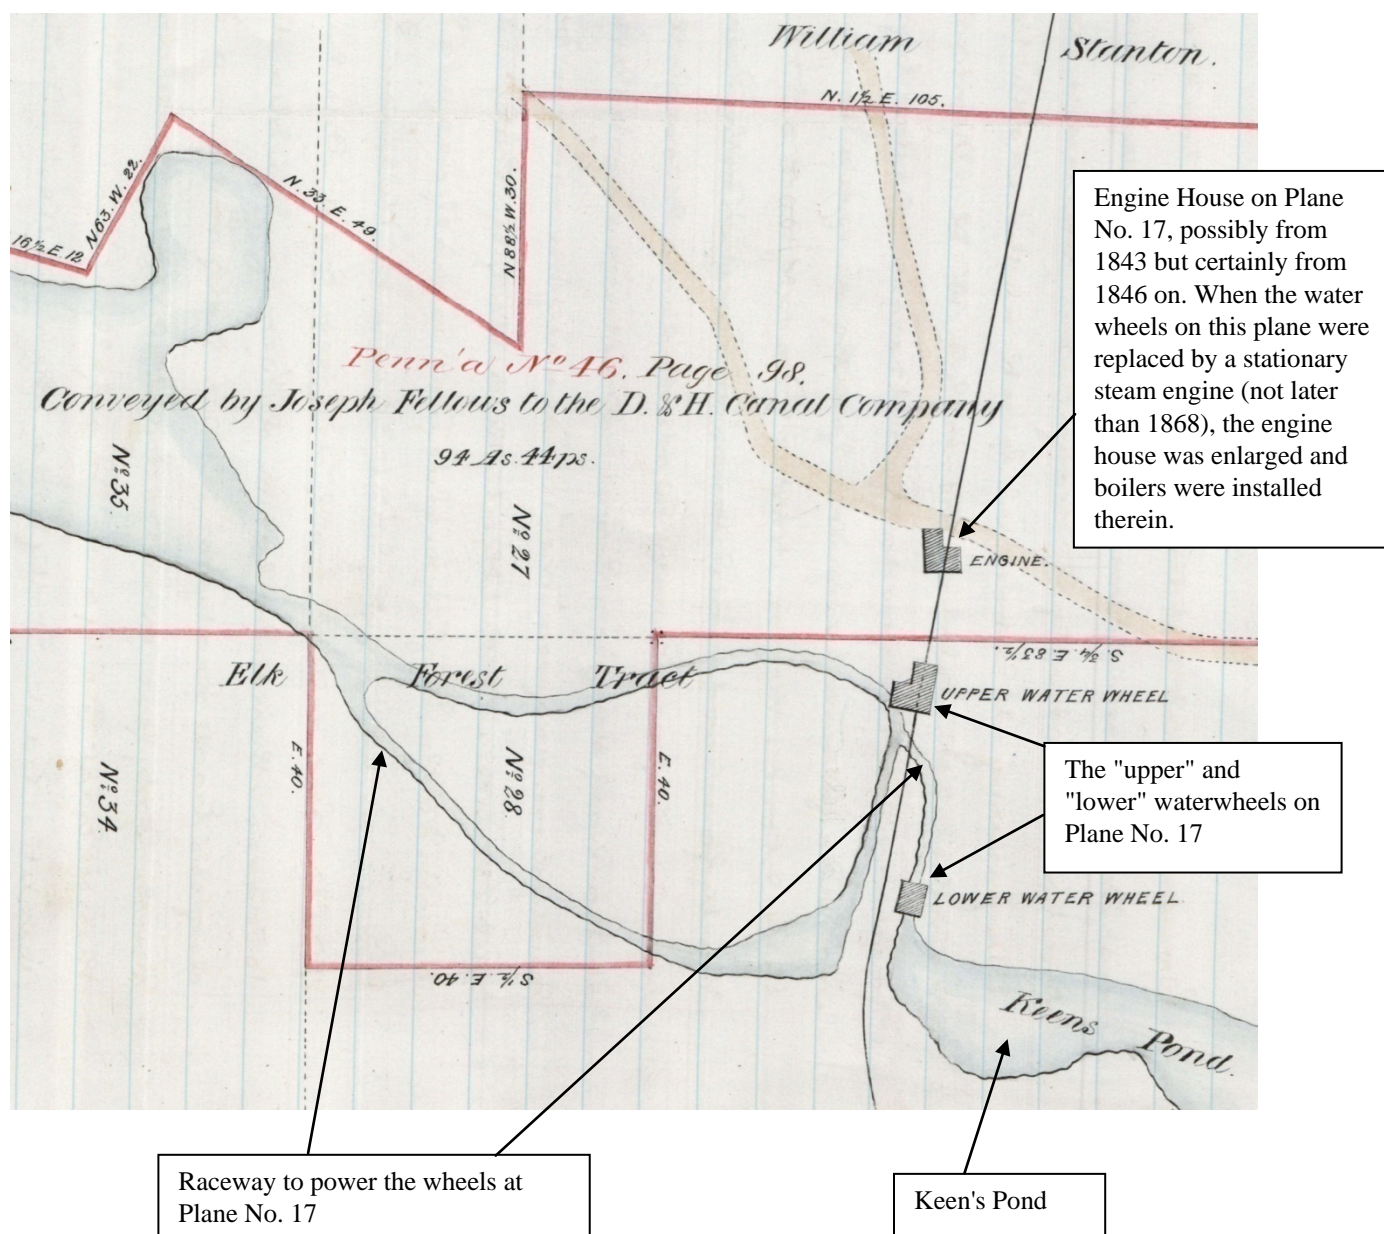 William
Stanton.
N. 1½ E. 105.
16½ E. 12
N63. W. 22.
N. 33. E. 49.
N88½ W. 30.
Engine House on Plane
No. 17, possibly from
1843 but certainly from
1846 on. When the water
wheels on this plane were
replaced by a stationary
steam engine (not later
than 1868), the engine
house was enlarged and
boilers were installed
therein.
Penn'a No 46. Page 98.
Conveyed by Joseph Fellows to the D. & H. Canal Company
94 As. 44 ps.
No 35.
No 27
ENGINE.
S. ¾ E. 83½.
Elk Forest Tract
UPPER WATER WHEEL
E. 40.
No 28.
E. 40.
No 34.
The "upper" and
"lower" waterwheels on
Plane No. 17
LOWER WATER WHEEL
S½. E. 40.
Keens Pond.
Raceway to power the wheels at
Plane No. 17
Keen's Pond